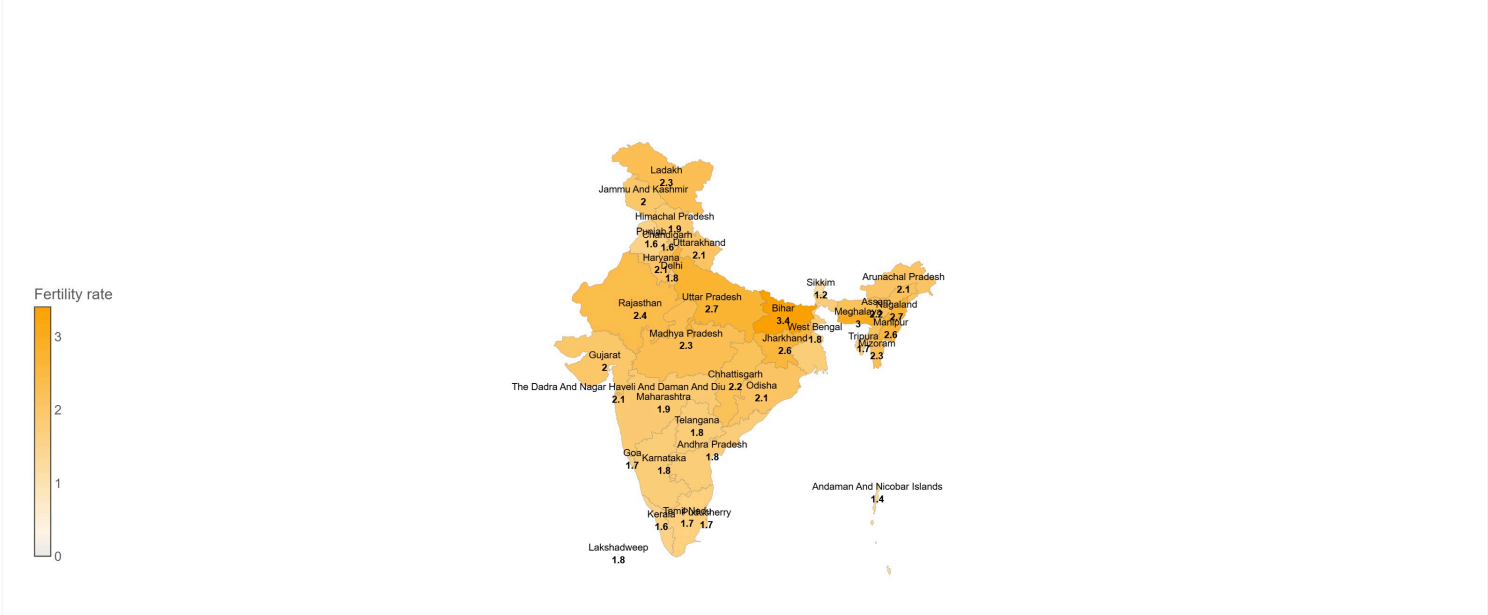 Ladakh
2.3
Jammu And Kashmir
2
Himachal Pradesh
1.9
Punjab
1.6
Chandigarh
1.6
Uttarakhand
2.1
Haryana
2.1
Delhi
1.8
Sikkim
1.2
Arunachal Pradesh
2.1
Fertility rate
3
2
1
0
Rajasthan
2.4
Uttar Pradesh
2.7
Bihar
3.4
Assam
2.2
Nagaland
2.7
Meghalaya
3
Manipur
2.6
West Bengal
1.8
Madhya Pradesh
2.3
Jharkhand
2.6
Tripura
1.7
Mizoram
2.3
Gujarat
2
Chhattisgarh
2.2
The Dadra And Nagar Haveli And Daman And Diu
2.1
Odisha
2.1
Maharashtra
1.9
Telangana
1.8
Andhra Pradesh
1.8
Goa
1.7
Karnataka
1.8
Andaman And Nicobar Islands
1.4
Kerala
1.6
Tamil Nadu
1.7
Puducherry
1.7
Lakshadweep
1.8